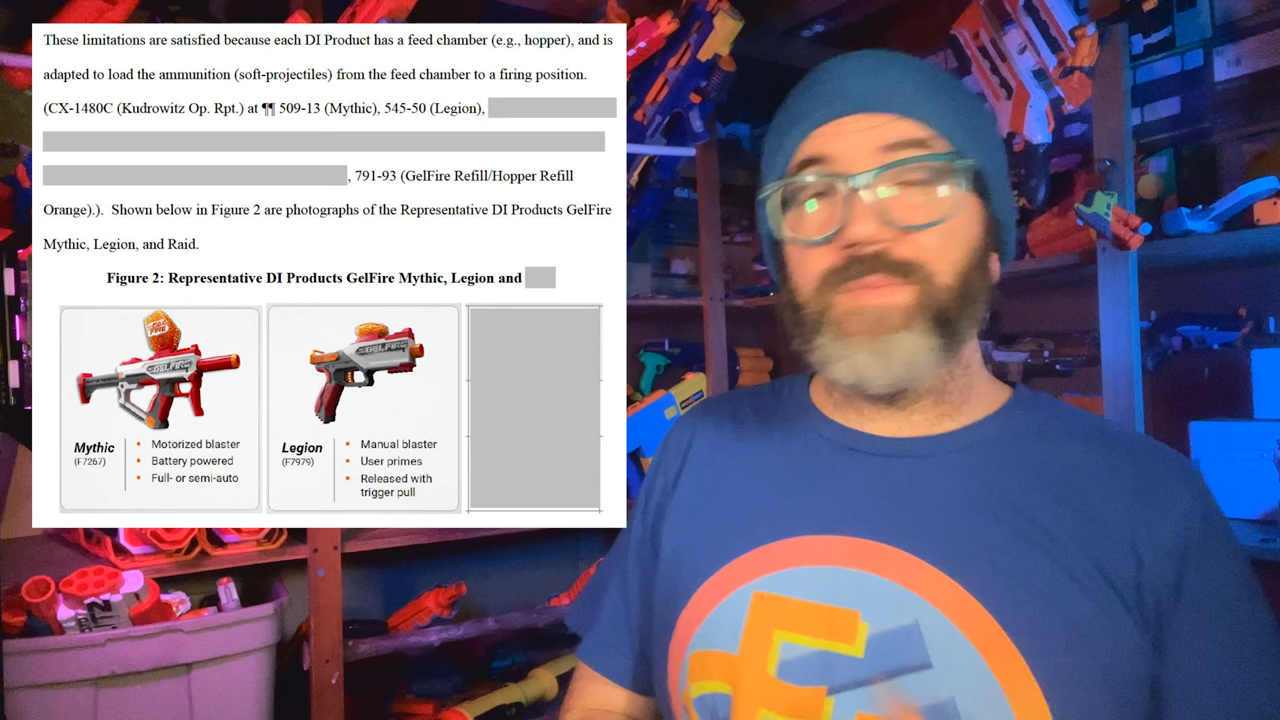 These limitations are satisfied because each DI Product has a feed chamber (e.g., hopper), and is
adapted to load the ammunition (soft-projectiles) from the feed chamber to a firing position.
(CX-1480C (Kudrowitz Op. Rpt.) at ¶¶ 509-13 (Mythic), 545-50 (Legion),
, 791-93 (GelFire Refill/Hopper Refill
Orange).). Shown below in Figure 2 are photographs of the Representative DI Products GelFire
Mythic, Legion, and Raid.
Figure 2: Representative DI Products GelFire Mythic, Legion and
GELFIRE
GELFIRE
Mythic
(F7267)
Motorized blaster
Battery powered
Full- or semi-auto
Legion
(F7979)
Manual blaster
User primes
Released with
trigger pull